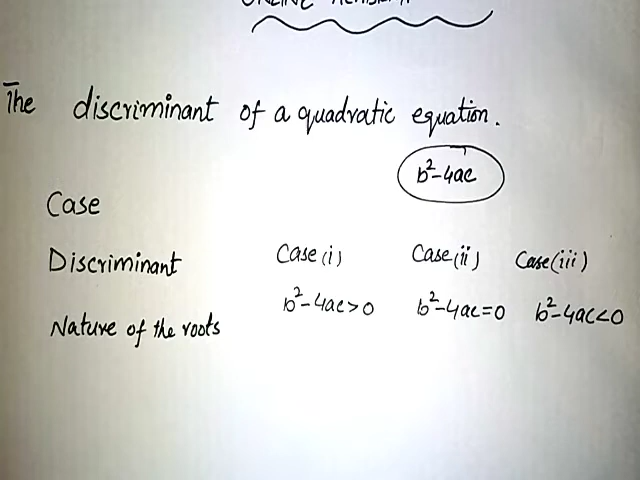 The discriminant of a quadratic equation.
b²-4ac
Case
Discriminant Case(i) Case(ii) Case(iii)
Nature of the roots b²-4ac>0 b²-4ac=0 b²-4ac<0